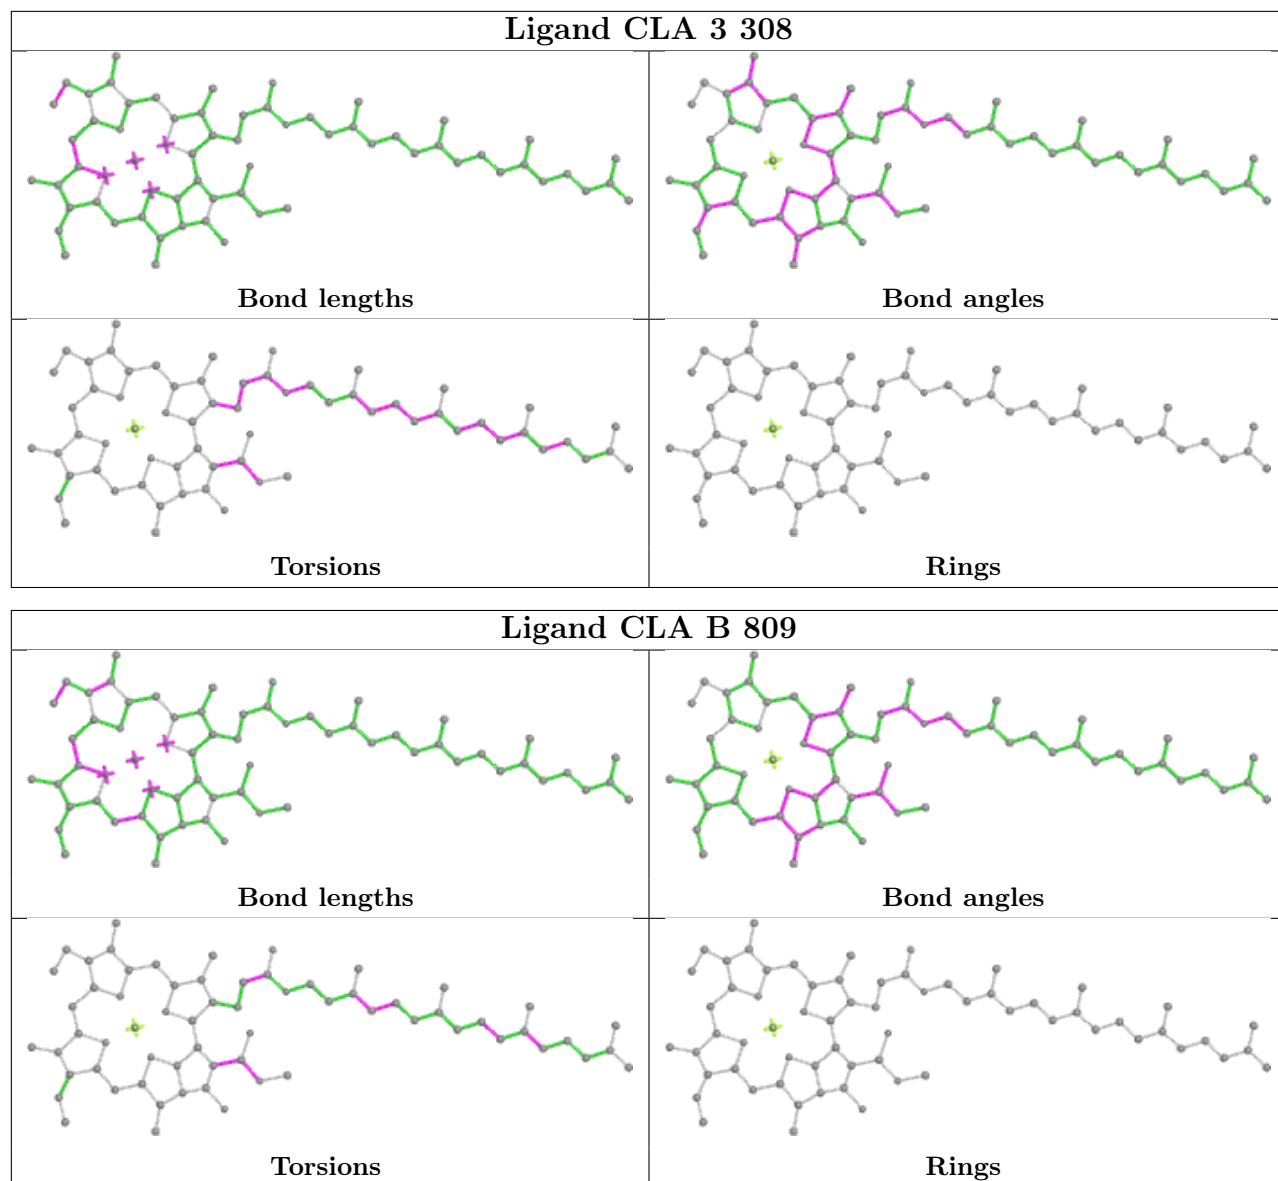 Ligand CLA 3 308
Bond lengths
Bond angles
Torsions
Rings
Ligand CLA B 809
Bond lengths
Bond angles
Torsions
Rings